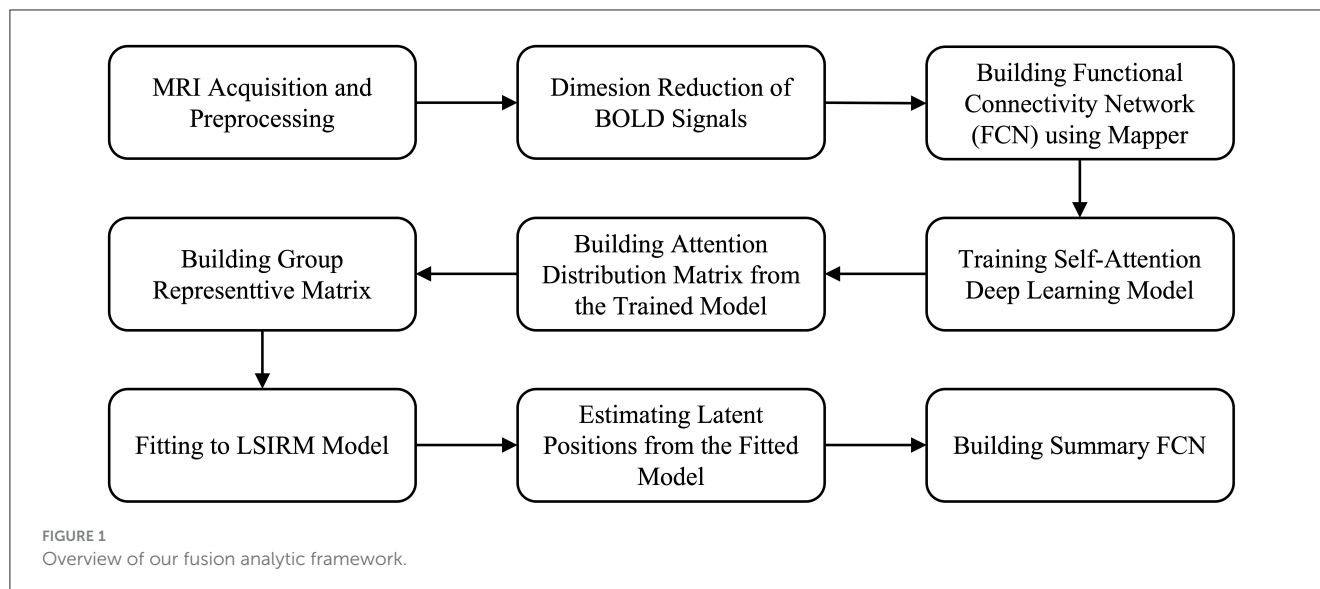 MRI Acquisition and
Preprocessing
Dimesion Reduction of
BOLD Signals
Building Functional
Connectivity Network
(FCN) using Mapper
Training Self-Attention
Deep Learning Model
Building Attention
Distribution Matrix from
the Trained Model
Building Group
Representtive Matrix
Fitting to LSIRM Model
Estimating Latent
Positions from the Fitted
Model
Building Summary FCN
FIGURE 1
Overview of our fusion analytic framework.